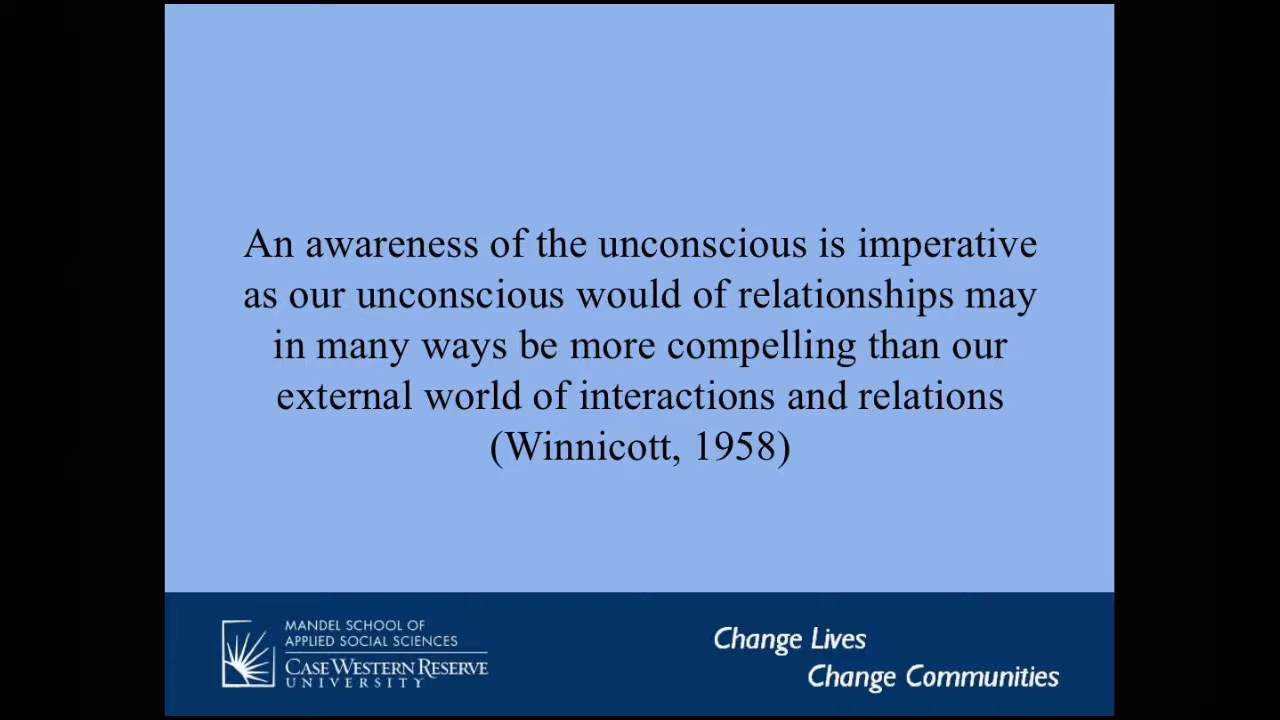 An awareness of the unconscious is imperative
as our unconscious would of relationships may
in many ways be more compelling than our
external world of interactions and relations
(Winnicott, 1958)
MANDEL SCHOOL OF
APPLIED SOCIAL SCIENCES
CASE WESTERN RESERVE
UNIVERSITY
Change Lives
Change Communities